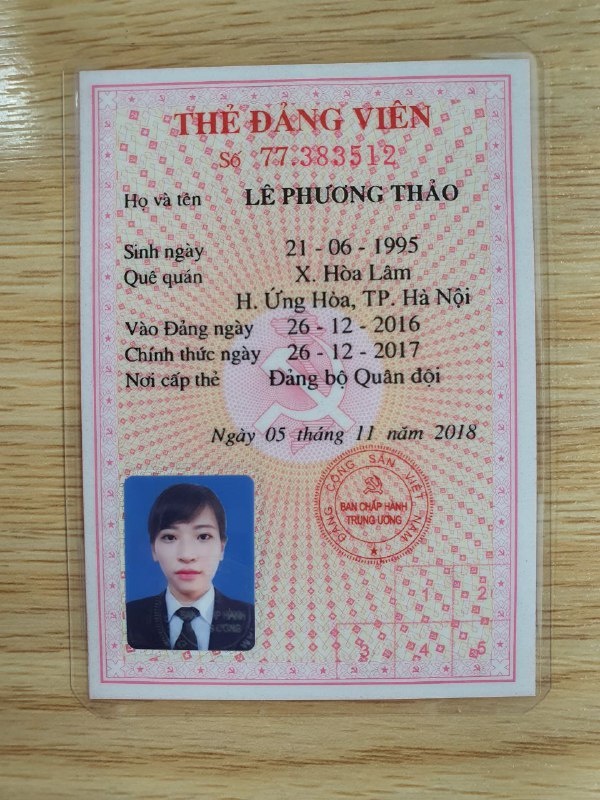 THẺ ĐẢNG VIÊN
Số 77.383512
Họ và tên LÊ PHƯƠNG THẢO
Sinh ngày 21 - 06 - 1995
Quê quán X. Hòa Lâm
H. Ứng Hòa, TP. Hà Nội
Vào Đảng ngày 26 - 12 - 2016
Chính thức ngày 26 - 12 - 2017
Nơi cấp thẻ Đảng bộ Quân đội
Ngày 05 tháng 11 năm 2018
ĐẢNG CỘNG SẢN VIỆT NAM
BAN CHẤP HÀNH
TRUNG ƯƠNG
1 2
3 4 5